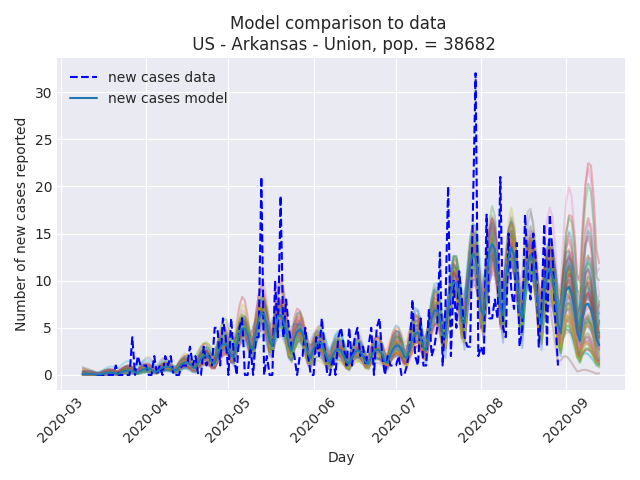 Model comparison to data
US - Arkansas - Union, pop. = 38682
new cases data
new cases model
Number of new cases reported
30
25
20
15
10
5
0
2020-03
2020-04
2020-05
2020-06
2020-07
2020-08
2020-09
Day